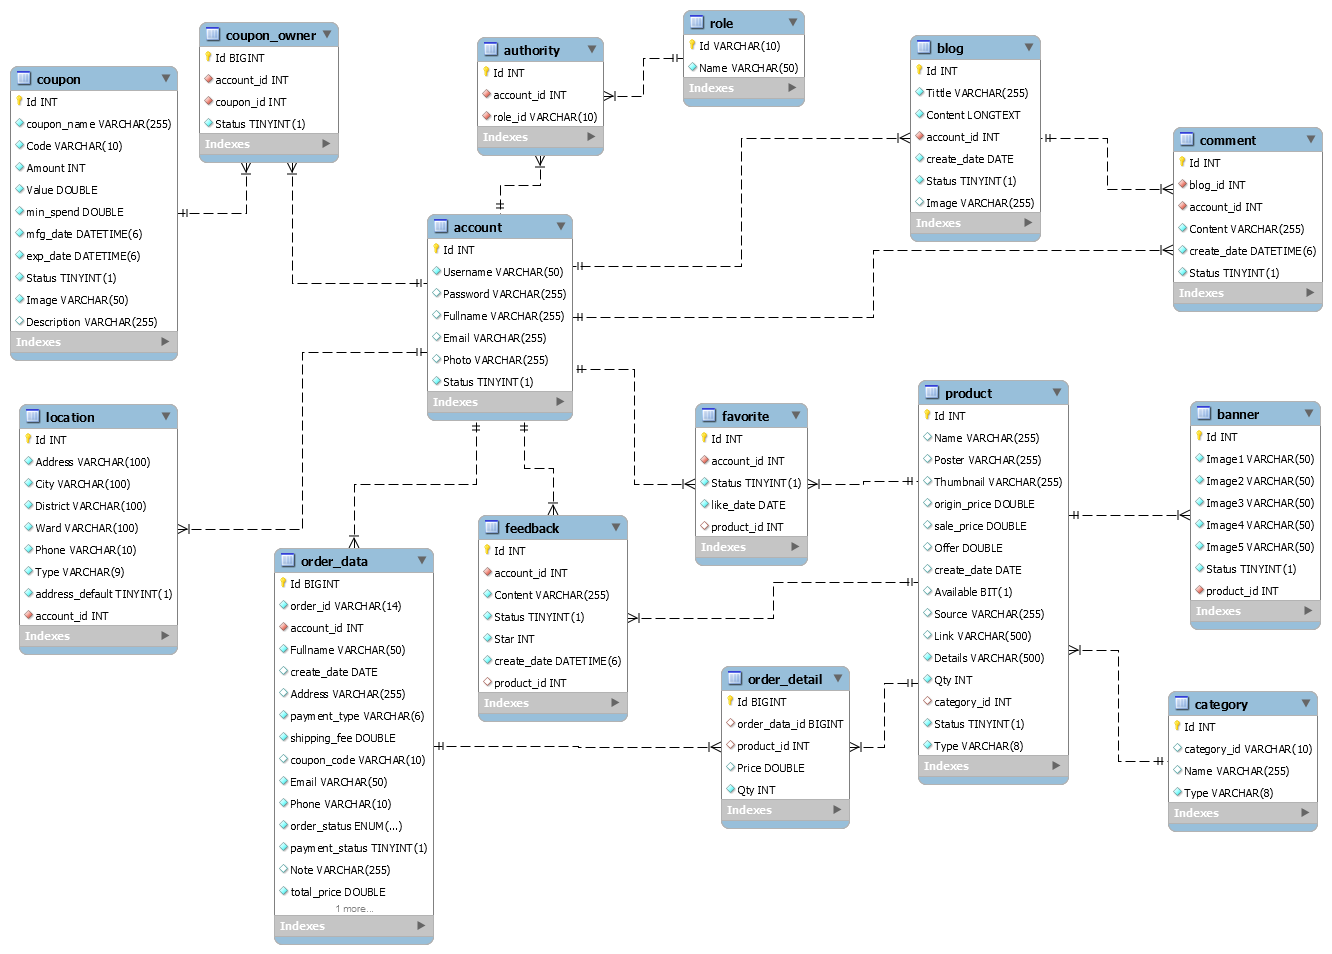 coupon
Id INT
coupon_name VARCHAR(255)
Code VARCHAR(10)
Amount INT
Value DOUBLE
min_spend DOUBLE
mfg_date DATETIME(6)
exp_date DATETIME(6)
Status TINYINT(1)
Image VARCHAR(50)
Description VARCHAR(255)
Indexes
coupon_owner
Id BIGINT
account_id INT
coupon_id INT
Status TINYINT(1)
Indexes
authority
Id INT
account_id INT
role_id VARCHAR(10)
Indexes
role
Id VARCHAR(10)
Name VARCHAR(50)
Indexes
blog
Id INT
Tittle VARCHAR(255)
Content LONGTEXT
account_id INT
create_date DATE
Status TINYINT(1)
Image VARCHAR(255)
Indexes
comment
Id INT
blog_id INT
account_id INT
Content VARCHAR(255)
create_date DATETIME(6)
Status TINYINT(1)
Indexes
account
Id INT
Username VARCHAR(50)
Password VARCHAR(255)
Fullname VARCHAR(255)
Email VARCHAR(255)
Photo VARCHAR(255)
Status TINYINT(1)
Indexes
location
Id INT
Address VARCHAR(100)
City VARCHAR(100)
District VARCHAR(100)
Ward VARCHAR(100)
Phone VARCHAR(10)
Type VARCHAR(9)
address_default TINYINT(1)
account_id INT
Indexes
order_data
Id BIGINT
order_id VARCHAR(14)
account_id INT
Fullname VARCHAR(50)
create_date DATE
Address VARCHAR(255)
payment_type VARCHAR(6)
shipping_fee DOUBLE
coupon_code VARCHAR(10)
Email VARCHAR(50)
Phone VARCHAR(10)
order_status ENUM(...)
payment_status TINYINT(1)
Note VARCHAR(255)
total_price DOUBLE
1 more...
Indexes
feedback
Id INT
account_id INT
Content VARCHAR(255)
Status TINYINT(1)
Star INT
create_date DATETIME(6)
product_id INT
Indexes
favorite
Id INT
account_id INT
Status TINYINT(1)
like_date DATE
product_id INT
Indexes
order_detail
Id BIGINT
order_data_id BIGINT
product_id INT
Price DOUBLE
Qty INT
Indexes
product
Id INT
Name VARCHAR(255)
Poster VARCHAR(255)
Thumbnail VARCHAR(255)
origin_price DOUBLE
sale_price DOUBLE
Offer DOUBLE
create_date DATE
Available BIT(1)
Source VARCHAR(255)
Link VARCHAR(500)
Details VARCHAR(500)
Qty INT
category_id INT
Status TINYINT(1)
Type VARCHAR(8)
Indexes
banner
Id INT
Image1 VARCHAR(50)
Image2 VARCHAR(50)
Image3 VARCHAR(50)
Image4 VARCHAR(50)
Image5 VARCHAR(50)
Status TINYINT(1)
product_id INT
Indexes
category
Id INT
category_id VARCHAR(10)
Name VARCHAR(255)
Type VARCHAR(8)
Indexes